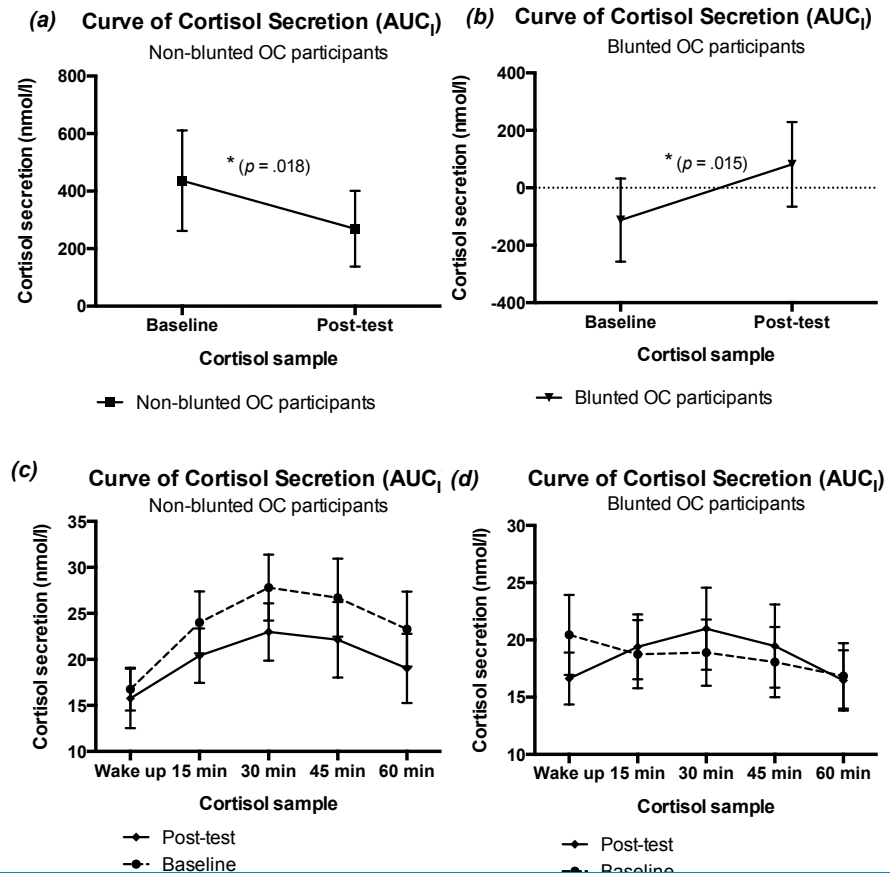 (a) Curve of Cortisol Secretion (AUCI)
Non-blunted OC participants
Cortisol secretion (nmol/l)
800
600
400
200
0
* (p = .018)
Baseline Post-test
Cortisol sample
Non-blunted OC participants
(b) Curve of Cortisol Secretion (AUCI)
Blunted OC participants
Cortisol secretion (nmol/l)
400
200
0
-200
-400
* (p = .015)
Baseline Post-test
Cortisol sample
Blunted OC participants
(c) Curve of Cortisol Secretion (AUCI
Non-blunted OC participants
Cortisol secretion (nmol/l)
35
30
25
20
15
10
Wake up 15 min 30 min 45 min 60 min
Cortisol sample
Post-test
Baseline
(d) Curve of Cortisol Secretion (AUCI)
Blunted OC participants
Cortisol secretion (nmol/l)
30
25
20
15
10
Wake up 15 min 30 min 45 min 60 min
Cortisol sample
Post-test
Baseline